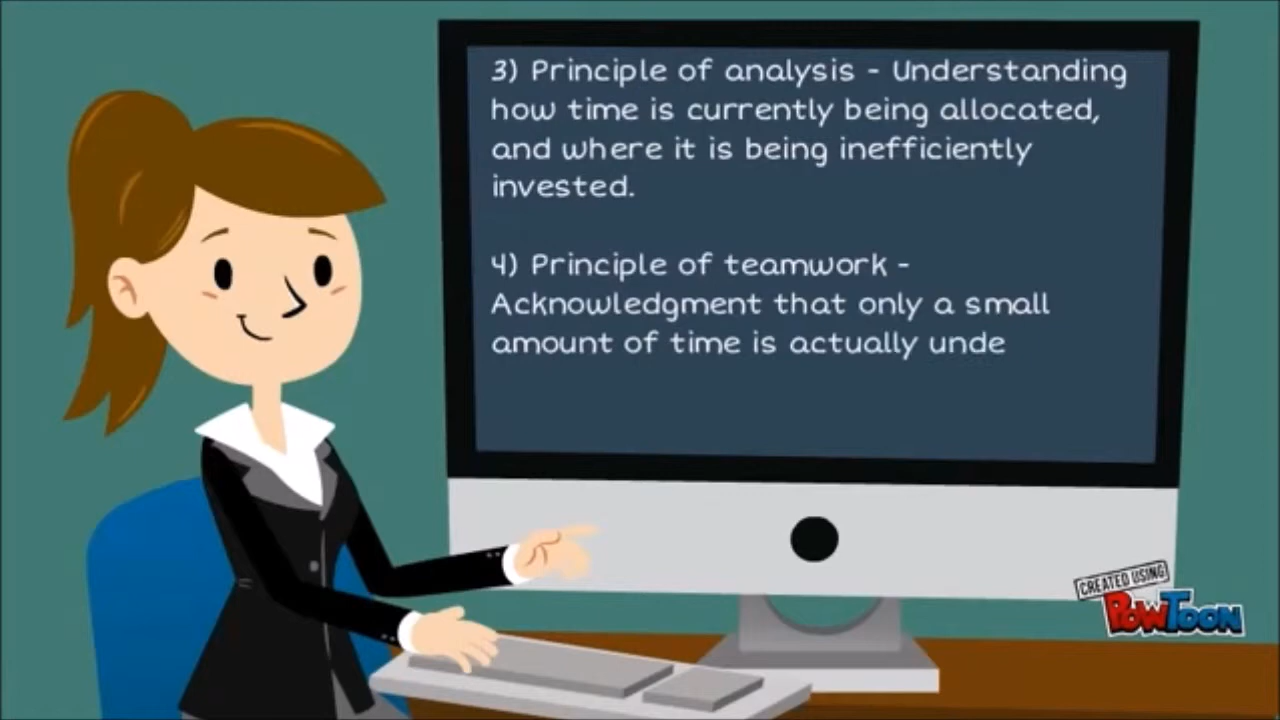 3) Principle of analysis - Understanding
how time is currently being allocated,
and where it is being inefficiently
invested.
4) Principle of teamwork -
Acknowledgment that only a small
amount of time is actually unde
CREATED USING
POWTOON